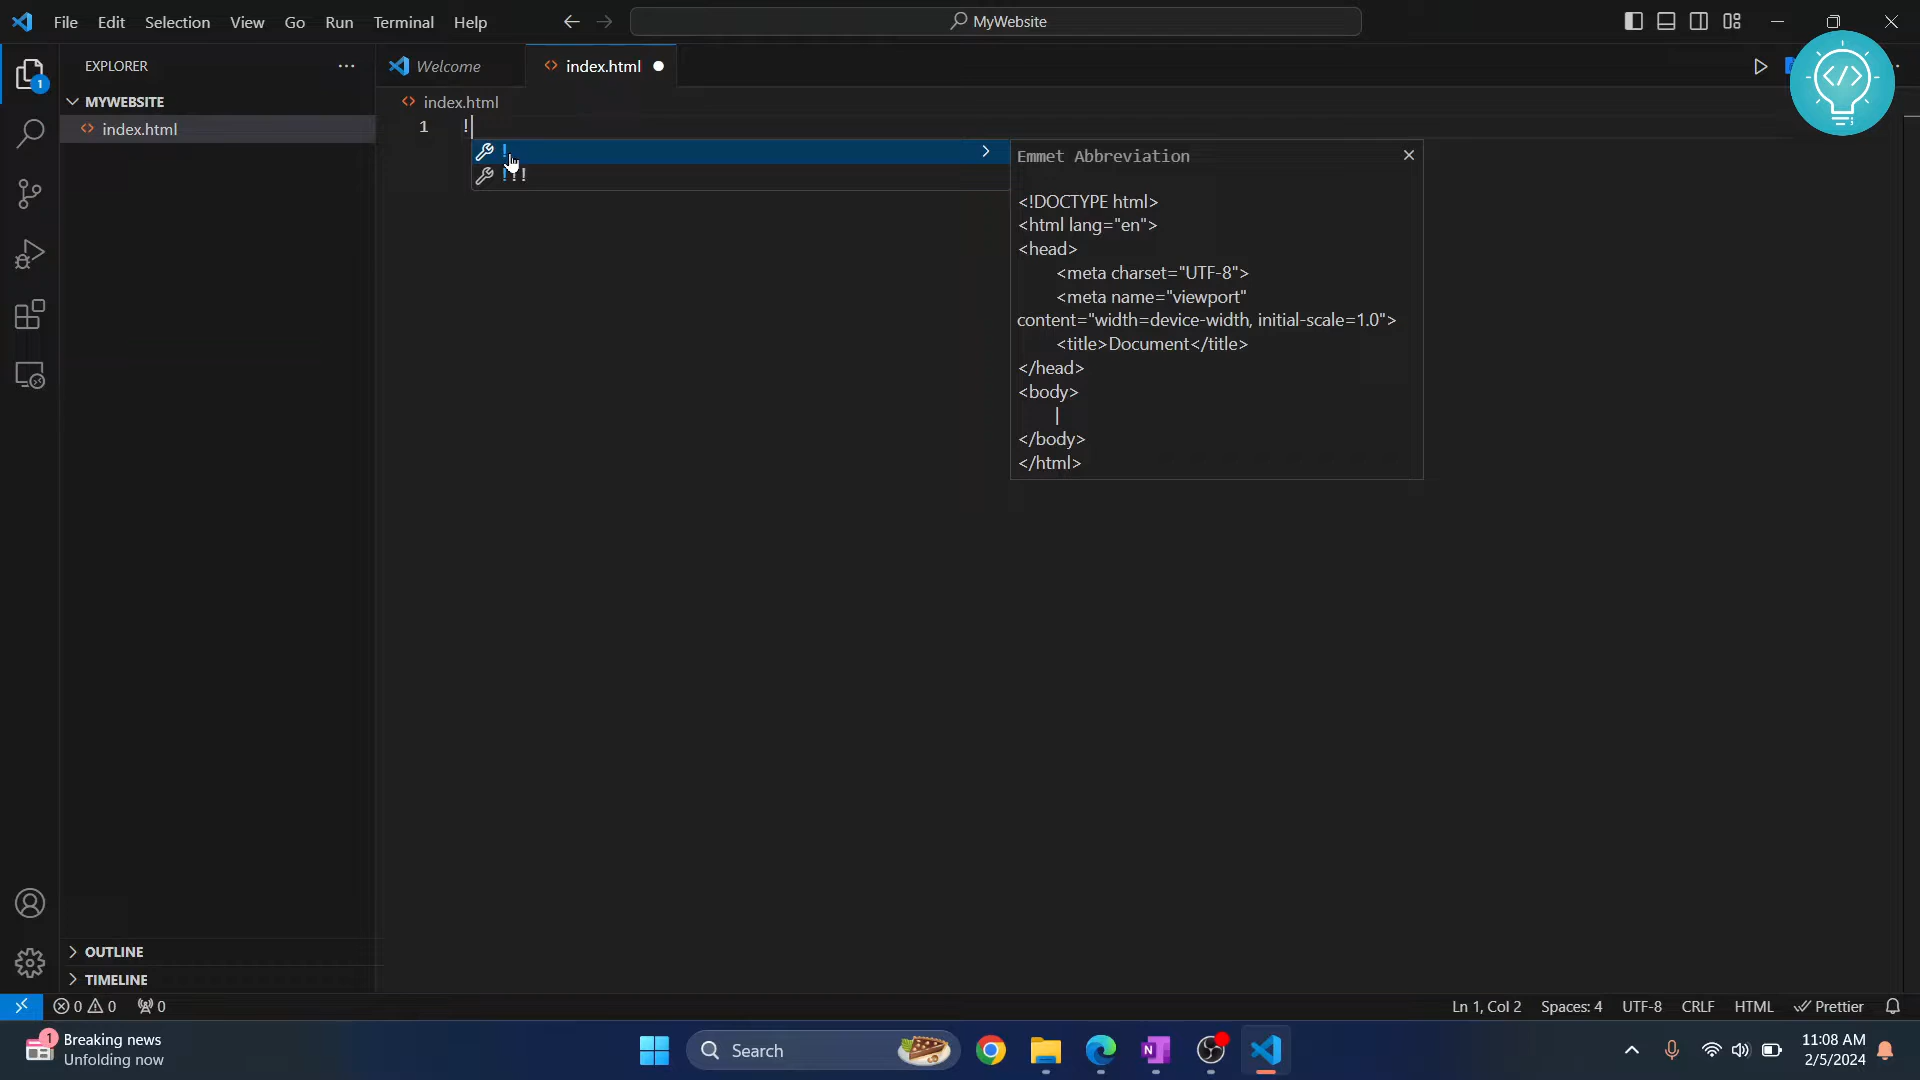 File Edit Selection View Go Run Terminal Help
MyWebsite
EXPLORER
Welcome
index.html
MYWEBSITE
index.html
index.html
1
!
!
!!!
Emmet Abbreviation
<!DOCTYPE html>
<html lang="en">
<head>
<meta charset="UTF-8">
<meta name="viewport"
content="width=device-width, initial-scale=1.0">
<title>Document</title>
</head>
<body>
|
</body>
</html>
1
OUTLINE
TIMELINE
0 0 0
Ln 1, Col 2 Spaces: 4 UTF-8 CRLF HTML Prettier
1
Breaking news
Unfolding now
Search
11:08 AM
2/5/2024